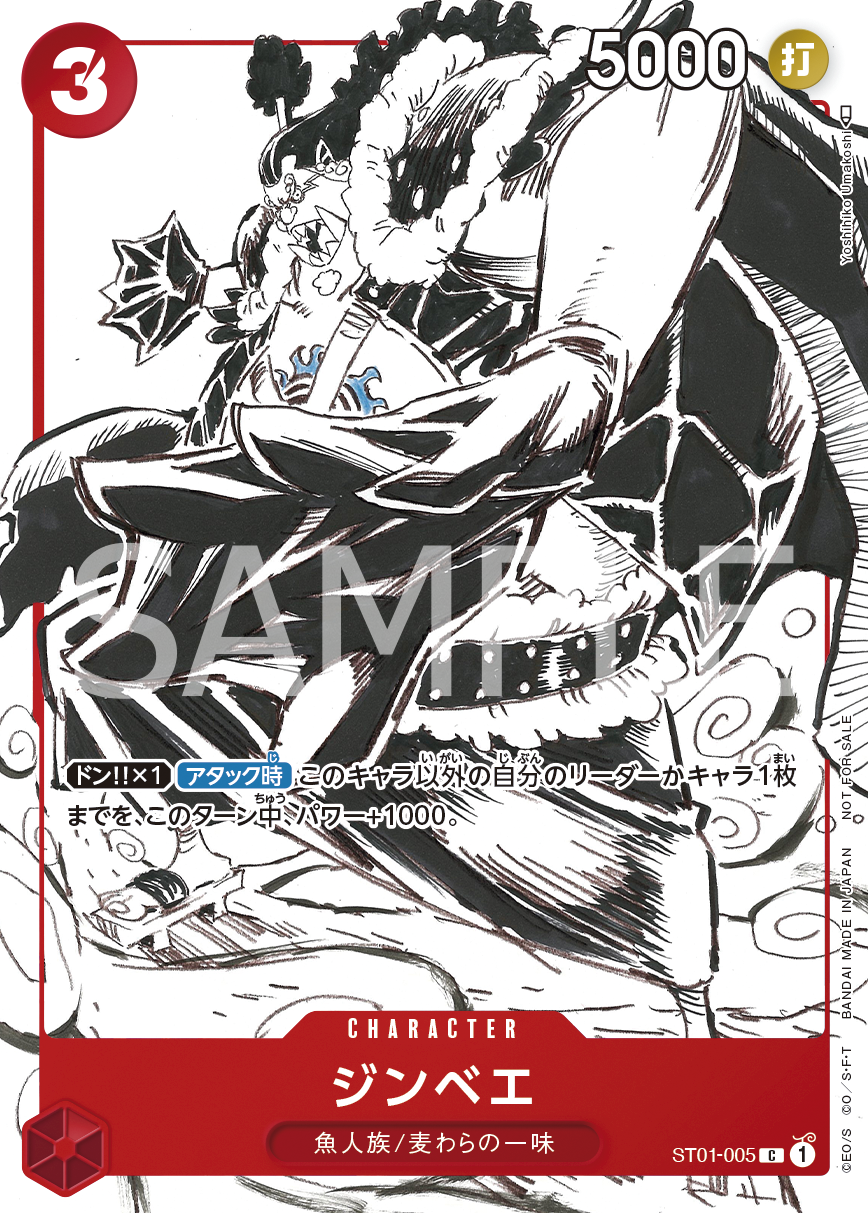 3
5000
打
Yoshihiko Umakoshi
SAMPLE
ドン!!×1 アタック時 このキャラ以外の自分のリーダーかキャラ1枚
までを、このターン中、パワー+1000。
CHARACTER
ジンベエ
魚人族/麦わらの一味
ST01-005 C 1
©EO/S ©O/S・F・T BANDAI MADE IN JAPAN NOT FOR SALE